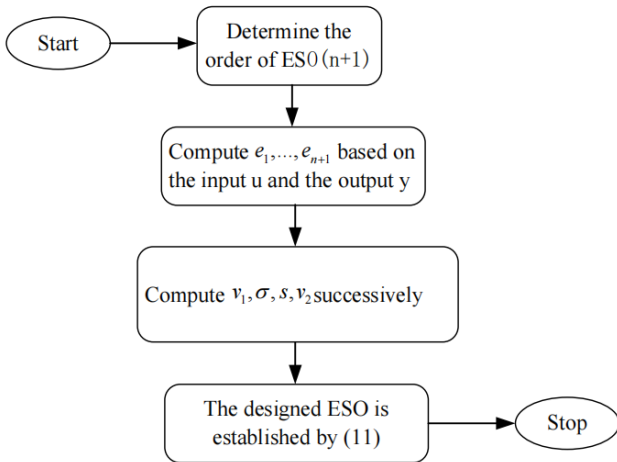 Start
Determine the
order of ESO(n+1)
Compute e₁,...,eₙ₊₁ based on
the input u and the output y
Compute v₁,σ,s,v₂ successively
The designed ESO is
established by (11)
Stop